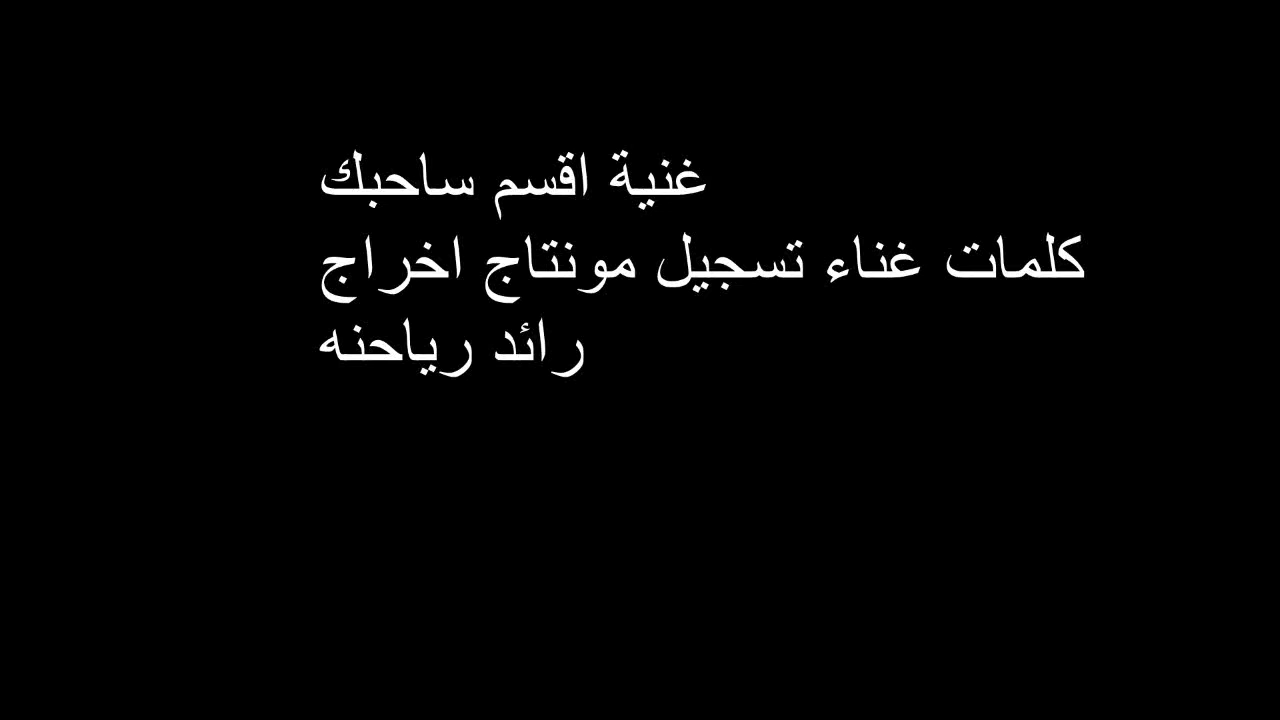 غنية اقسم ساحبك
كلمات غناء تسجيل مونتاج اخراج
رائد رياحنه